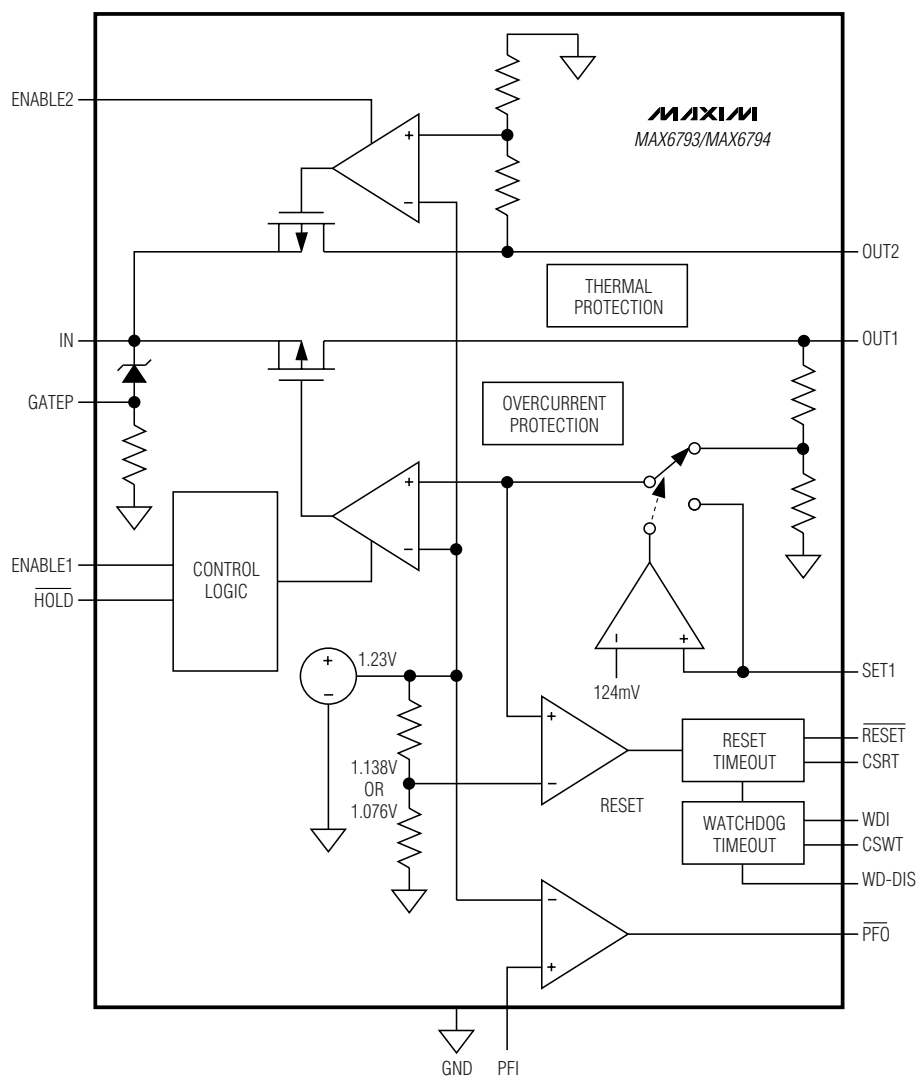 MAXIM
MAX6793/MAX6794
ENABLE2
+
−
OUT2
THERMAL
PROTECTION
IN
OUT1
GATEP
OVERCURRENT
PROTECTION
+
−
ENABLE1
HOLD
CONTROL
LOGIC
+
−
1.23V
−
+
124mV
SET1
1.138V
OR
1.076V
+
−
RESET
RESET
TIMEOUT
RESET
CSRT
WATCHDOG
TIMEOUT
WDI
CSWT
WD-DIS
−
+
PFO
GND
PFI